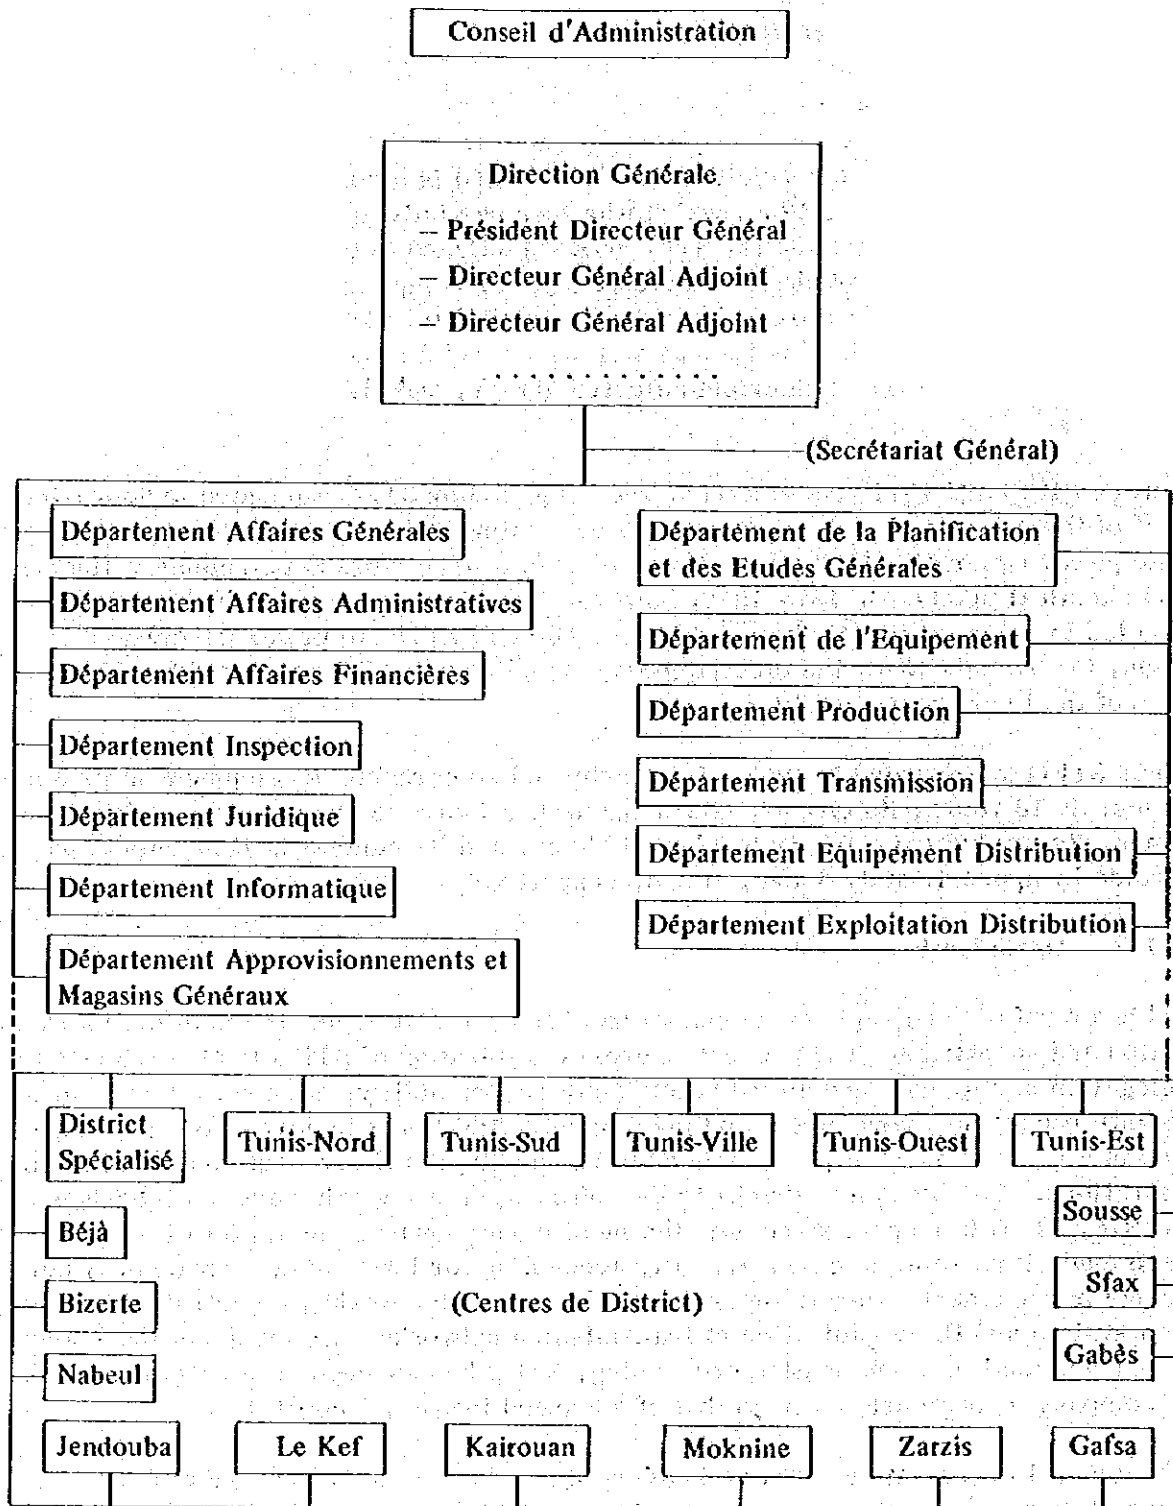 Conseil d'Administration
Direction Générale
– Président Directeur Général
– Directeur Général Adjoint
– Directeur Général Adjoint
. . . . . . . . . . . . .
(Secrétariat Général)
Département Affaires Générales
Département Affaires Administratives
Département Affaires Financières
Département Inspection
Département Juridique
Département Informatique
Département Approvisionnements et
Magasins Généraux
Département de la Planification
et des Etudes Générales
Département de l'Equipement
Département Production
Département Transmission
Département Equipement Distribution
Département Exploitation Distribution
District
Spécialisé
Tunis-Nord
Tunis-Sud
Tunis-Ville
Tunis-Ouest
Tunis-Est
Béjà
Bizerte
Nabeul
(Centres de District)
Sousse
Sfax
Gabès
Jendouba
Le Kef
Kairouan
Moknine
Zarzis
Gafsa